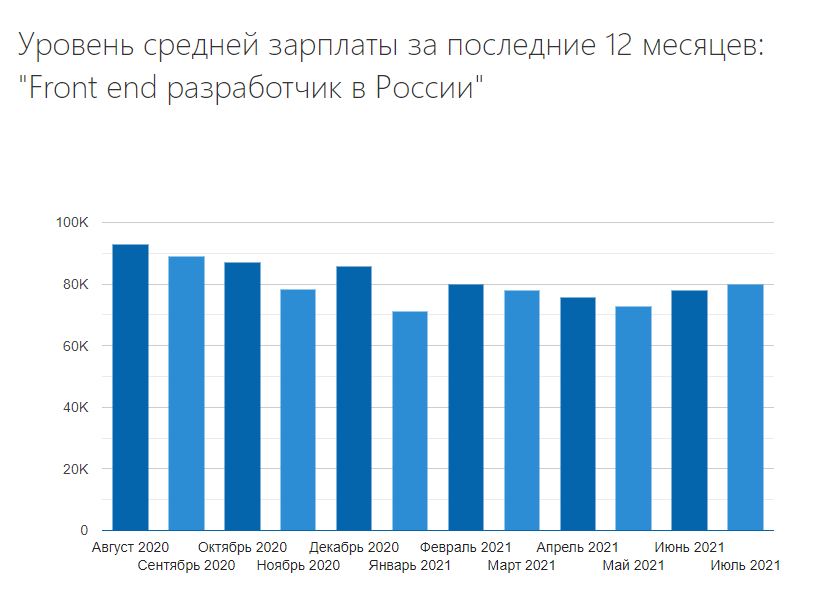 Уровень средней зарплаты за последние 12 месяцев:
"Front end разработчик в России"
100K
80K
60K
40K
20K
0
Август 2020 Октябрь 2020 Декабрь 2020 Февраль 2021 Апрель 2021 Июнь 2021
Сентябрь 2020 Ноябрь 2020 Январь 2021 Март 2021 Май 2021 Июль 2021